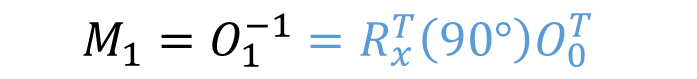 M₁ = O₁⁻¹ = Rₓᵀ(90°)O₀ᵀ